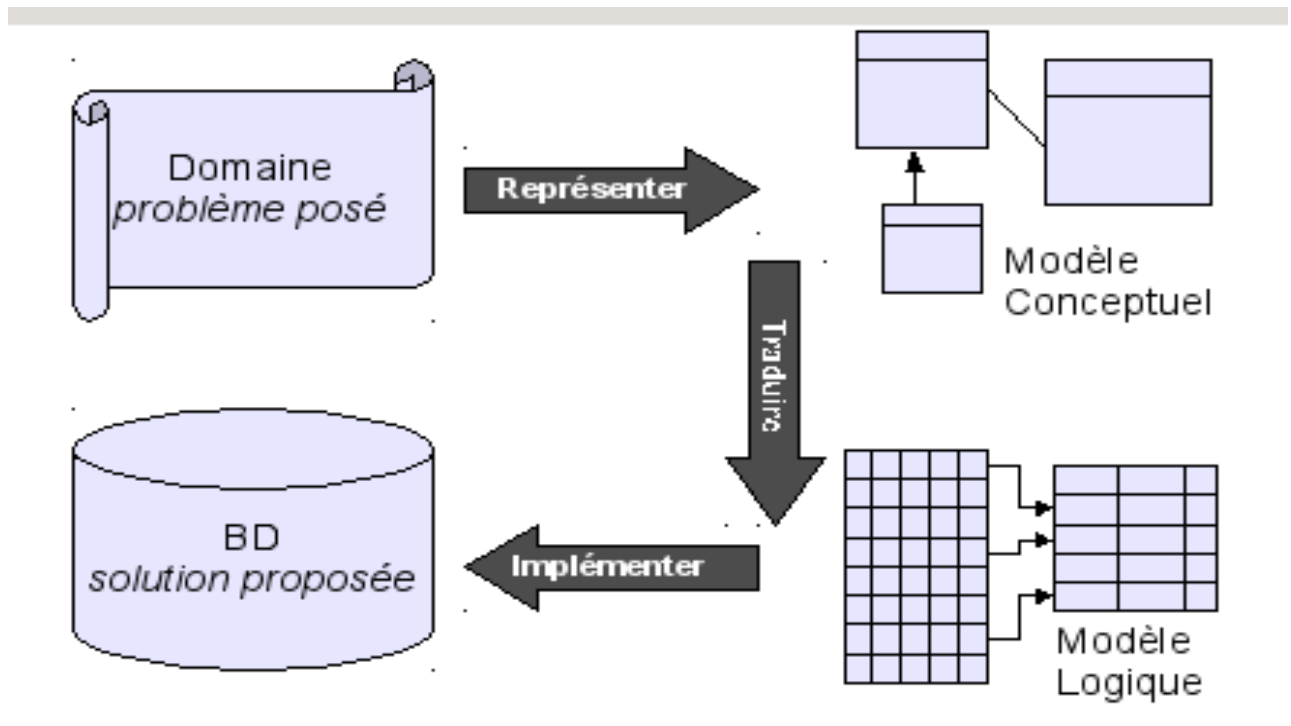 Domaine
problème posé
Représenter
Modèle
Conceptuel
Traduire
BD
solution proposée
Implémenter
Modèle
Logique